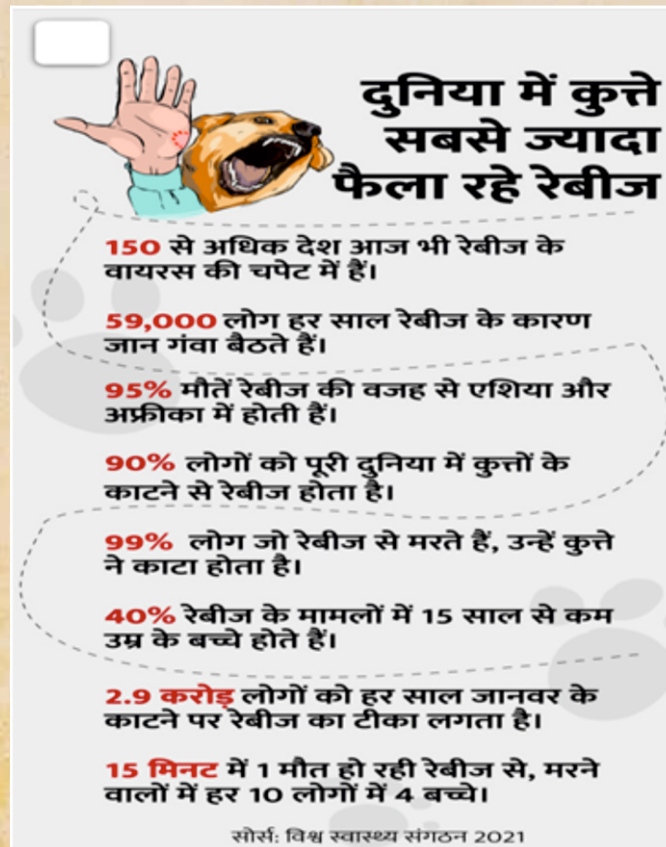 दुनिया में कुत्ते
सबसे ज्यादा
फैला रहे रेबीज
150 से अधिक देश आज भी रेबीज के
वायरस की चपेट में हैं।
59,000 लोग हर साल रेबीज के कारण
जान गंवा बैठते हैं।
95% मौतें रेबीज की वजह से एशिया और
अफ्रीका में होती हैं।
90% लोगों को पूरी दुनिया में कुत्तों के
काटने से रेबीज होता है।
99% लोग जो रेबीज से मरते हैं, उन्हें कुत्ते
ने काटा होता है।
40% रेबीज के मामलों में 15 साल से कम
उम्र के बच्चे होते हैं।
2.9 करोड़ लोगों को हर साल जानवर के
काटने पर रेबीज का टीका लगता है।
15 मिनट में 1 मौत हो रही रेबीज से, मरने
वालों में हर 10 लोगों में 4 बच्चे।
सोर्स: विश्व स्वास्थ्य संगठन 2021